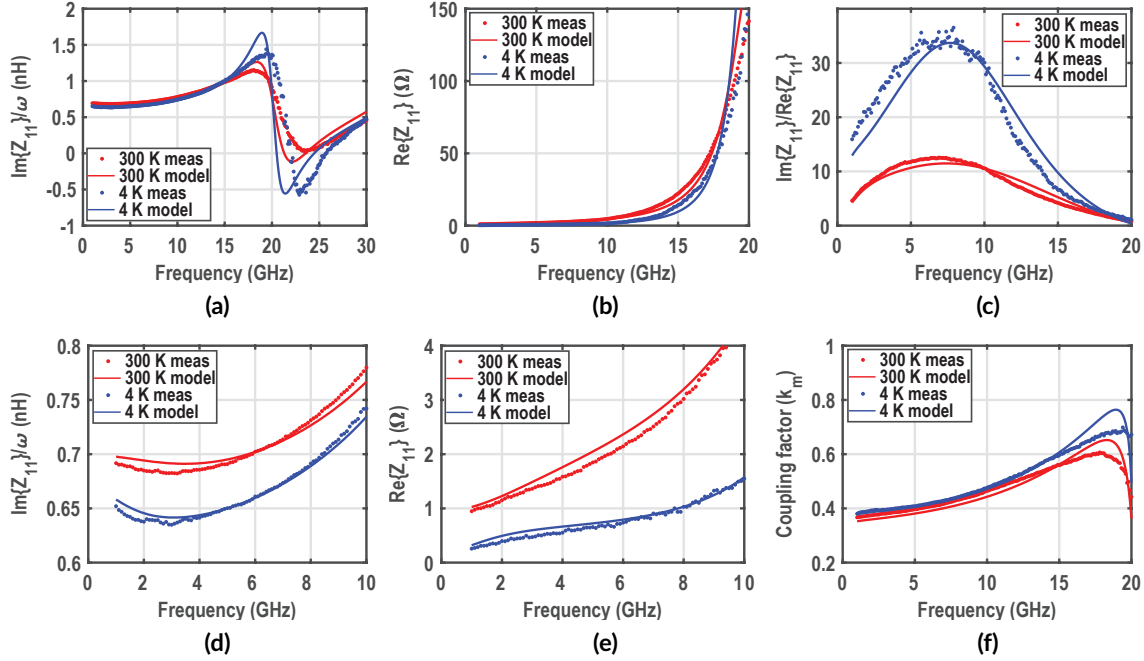 Im{Z11}/ω (nH)
2
1.5
1
0.5
0
-0.5
-1
300 K meas
300 K model
4 K meas
4 K model
0 5 10 15 20 25 30
Frequency (GHz)
(a)
Re{Z11} (Ω)
150
100
50
0
300 K meas
300 K model
4 K meas
4 K model
0 5 10 15 20
Frequency (GHz)
(b)
Im{Z11}/Re{Z11}
30
20
10
0
300 K meas
300 K model
4 K meas
4 K model
0 5 10 15 20
Frequency (GHz)
(c)
Im{Z11}/ω (nH)
0.8
0.75
0.7
0.65
0.6
300 K meas
300 K model
4 K meas
4 K model
0 2 4 6 8 10
Frequency (GHz)
(d)
Re{Z11} (Ω)
4
3
2
1
0
300 K meas
300 K model
4 K meas
4 K model
0 2 4 6 8 10
Frequency (GHz)
(e)
Coupling factor (km)
1
0.8
0.6
0.4
0.2
300 K meas
300 K model
4 K meas
4 K model
0 5 10 15 20
Frequency (GHz)
(f)